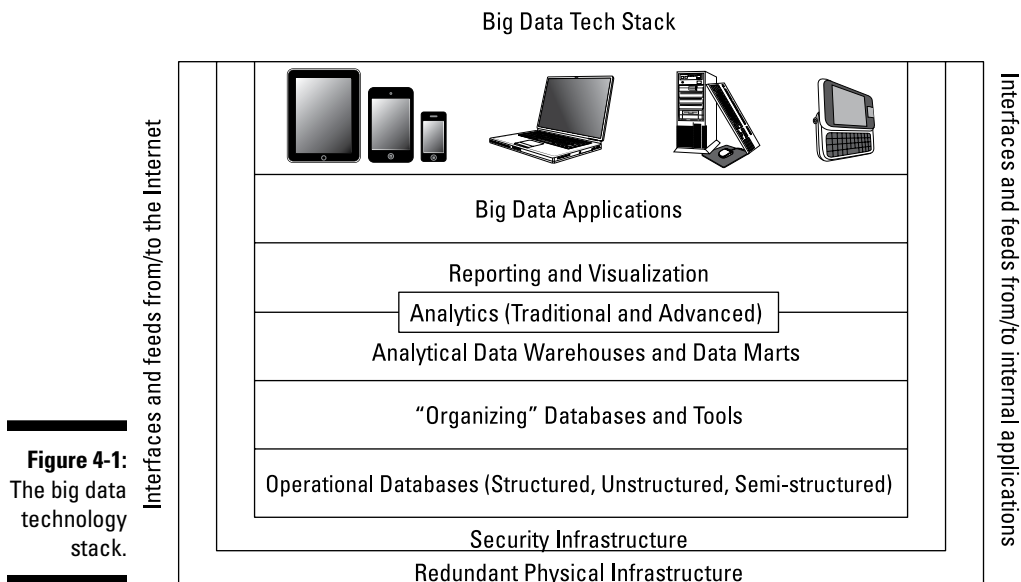 Big Data Tech Stack
Interfaces and feeds from/to the Internet
Interfaces and feeds from/to internal applications
Big Data Applications
Reporting and Visualization
Analytics (Traditional and Advanced)
Analytical Data Warehouses and Data Marts
“Organizing” Databases and Tools
Operational Databases (Structured, Unstructured, Semi-structured)
Security Infrastructure
Redundant Physical Infrastructure
Figure 4-1:
The big data
technology
stack.